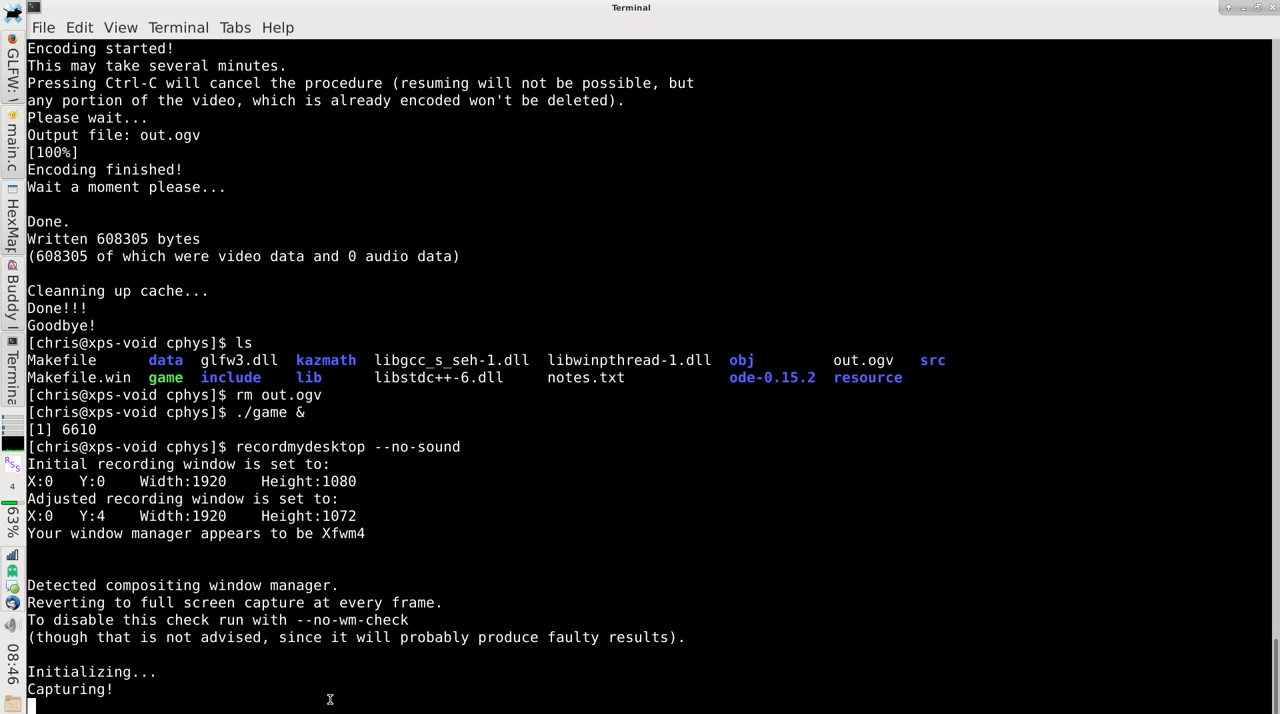 Terminal
File Edit View Terminal Tabs Help
Encoding started!
This may take several minutes.
Pressing Ctrl-C will cancel the procedure (resuming will not be possible, but
any portion of the video, which is already encoded won't be deleted).
Please wait...
Output file: out.ogv
[100%]
Encoding finished!
Wait a moment please...
Done.
Written 608305 bytes
(608305 of which were video data and 0 audio data)
Cleanning up cache...
Done!!!
Goodbye!
[chris@xps-void cphys]$ ls
Makefile data glfw3.dll kazmath libgcc_s_seh-1.dll libwinpthread-1.dll obj out.ogv src
Makefile.win game include lib libstdc++-6.dll notes.txt ode-0.15.2 resource
[chris@xps-void cphys]$ rm out.ogv
[chris@xps-void cphys]$ ./game &
[1] 6610
[chris@xps-void cphys]$ recordmydesktop --no-sound
Initial recording window is set to:
X:0 Y:0 Width:1920 Height:1080
Adjusted recording window is set to:
X:0 Y:4 Width:1920 Height:1072
Your window manager appears to be Xfwm4
Detected compositing window manager.
Reverting to full screen capture at every frame.
To disable this check run with --no-wm-check
(though that is not advised, since it will probably produce faulty results).
Initializing...
Capturing!
GLFW:
main.c
HexMap
Buddy
Termina
RSS
4
63%
08:46